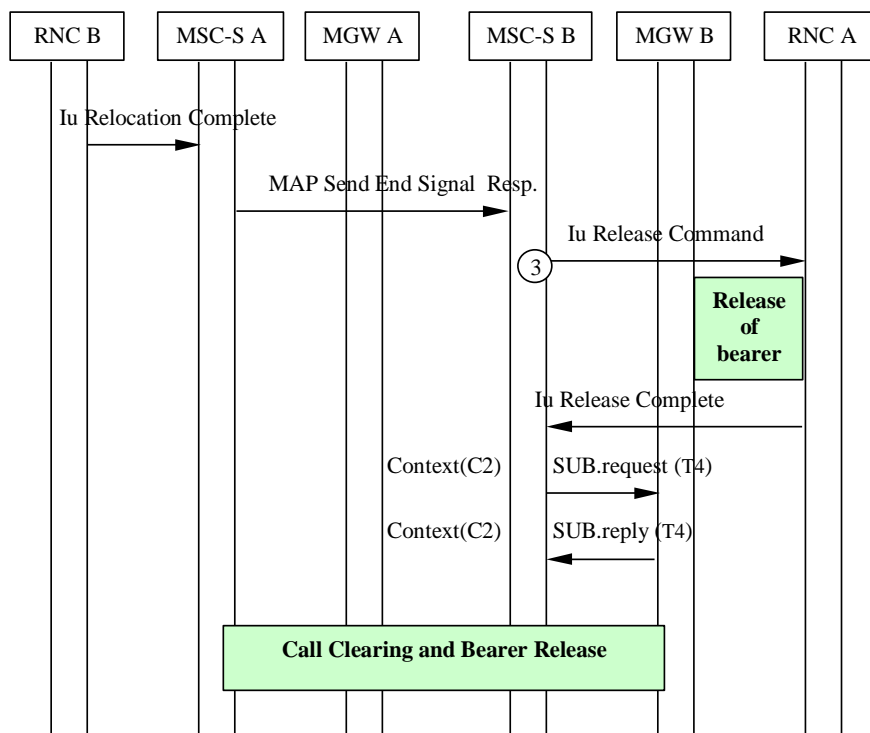 RNC B MSC-S A MGW A MSC-S B MGW B RNC A
Iu Relocation Complete
MAP Send End Signal Resp.
Iu Release Command
3
Release
of
bearer
Iu Release Complete
Context(C2) SUB.request (T4)
Context(C2) SUB.reply (T4)
Call Clearing and Bearer Release